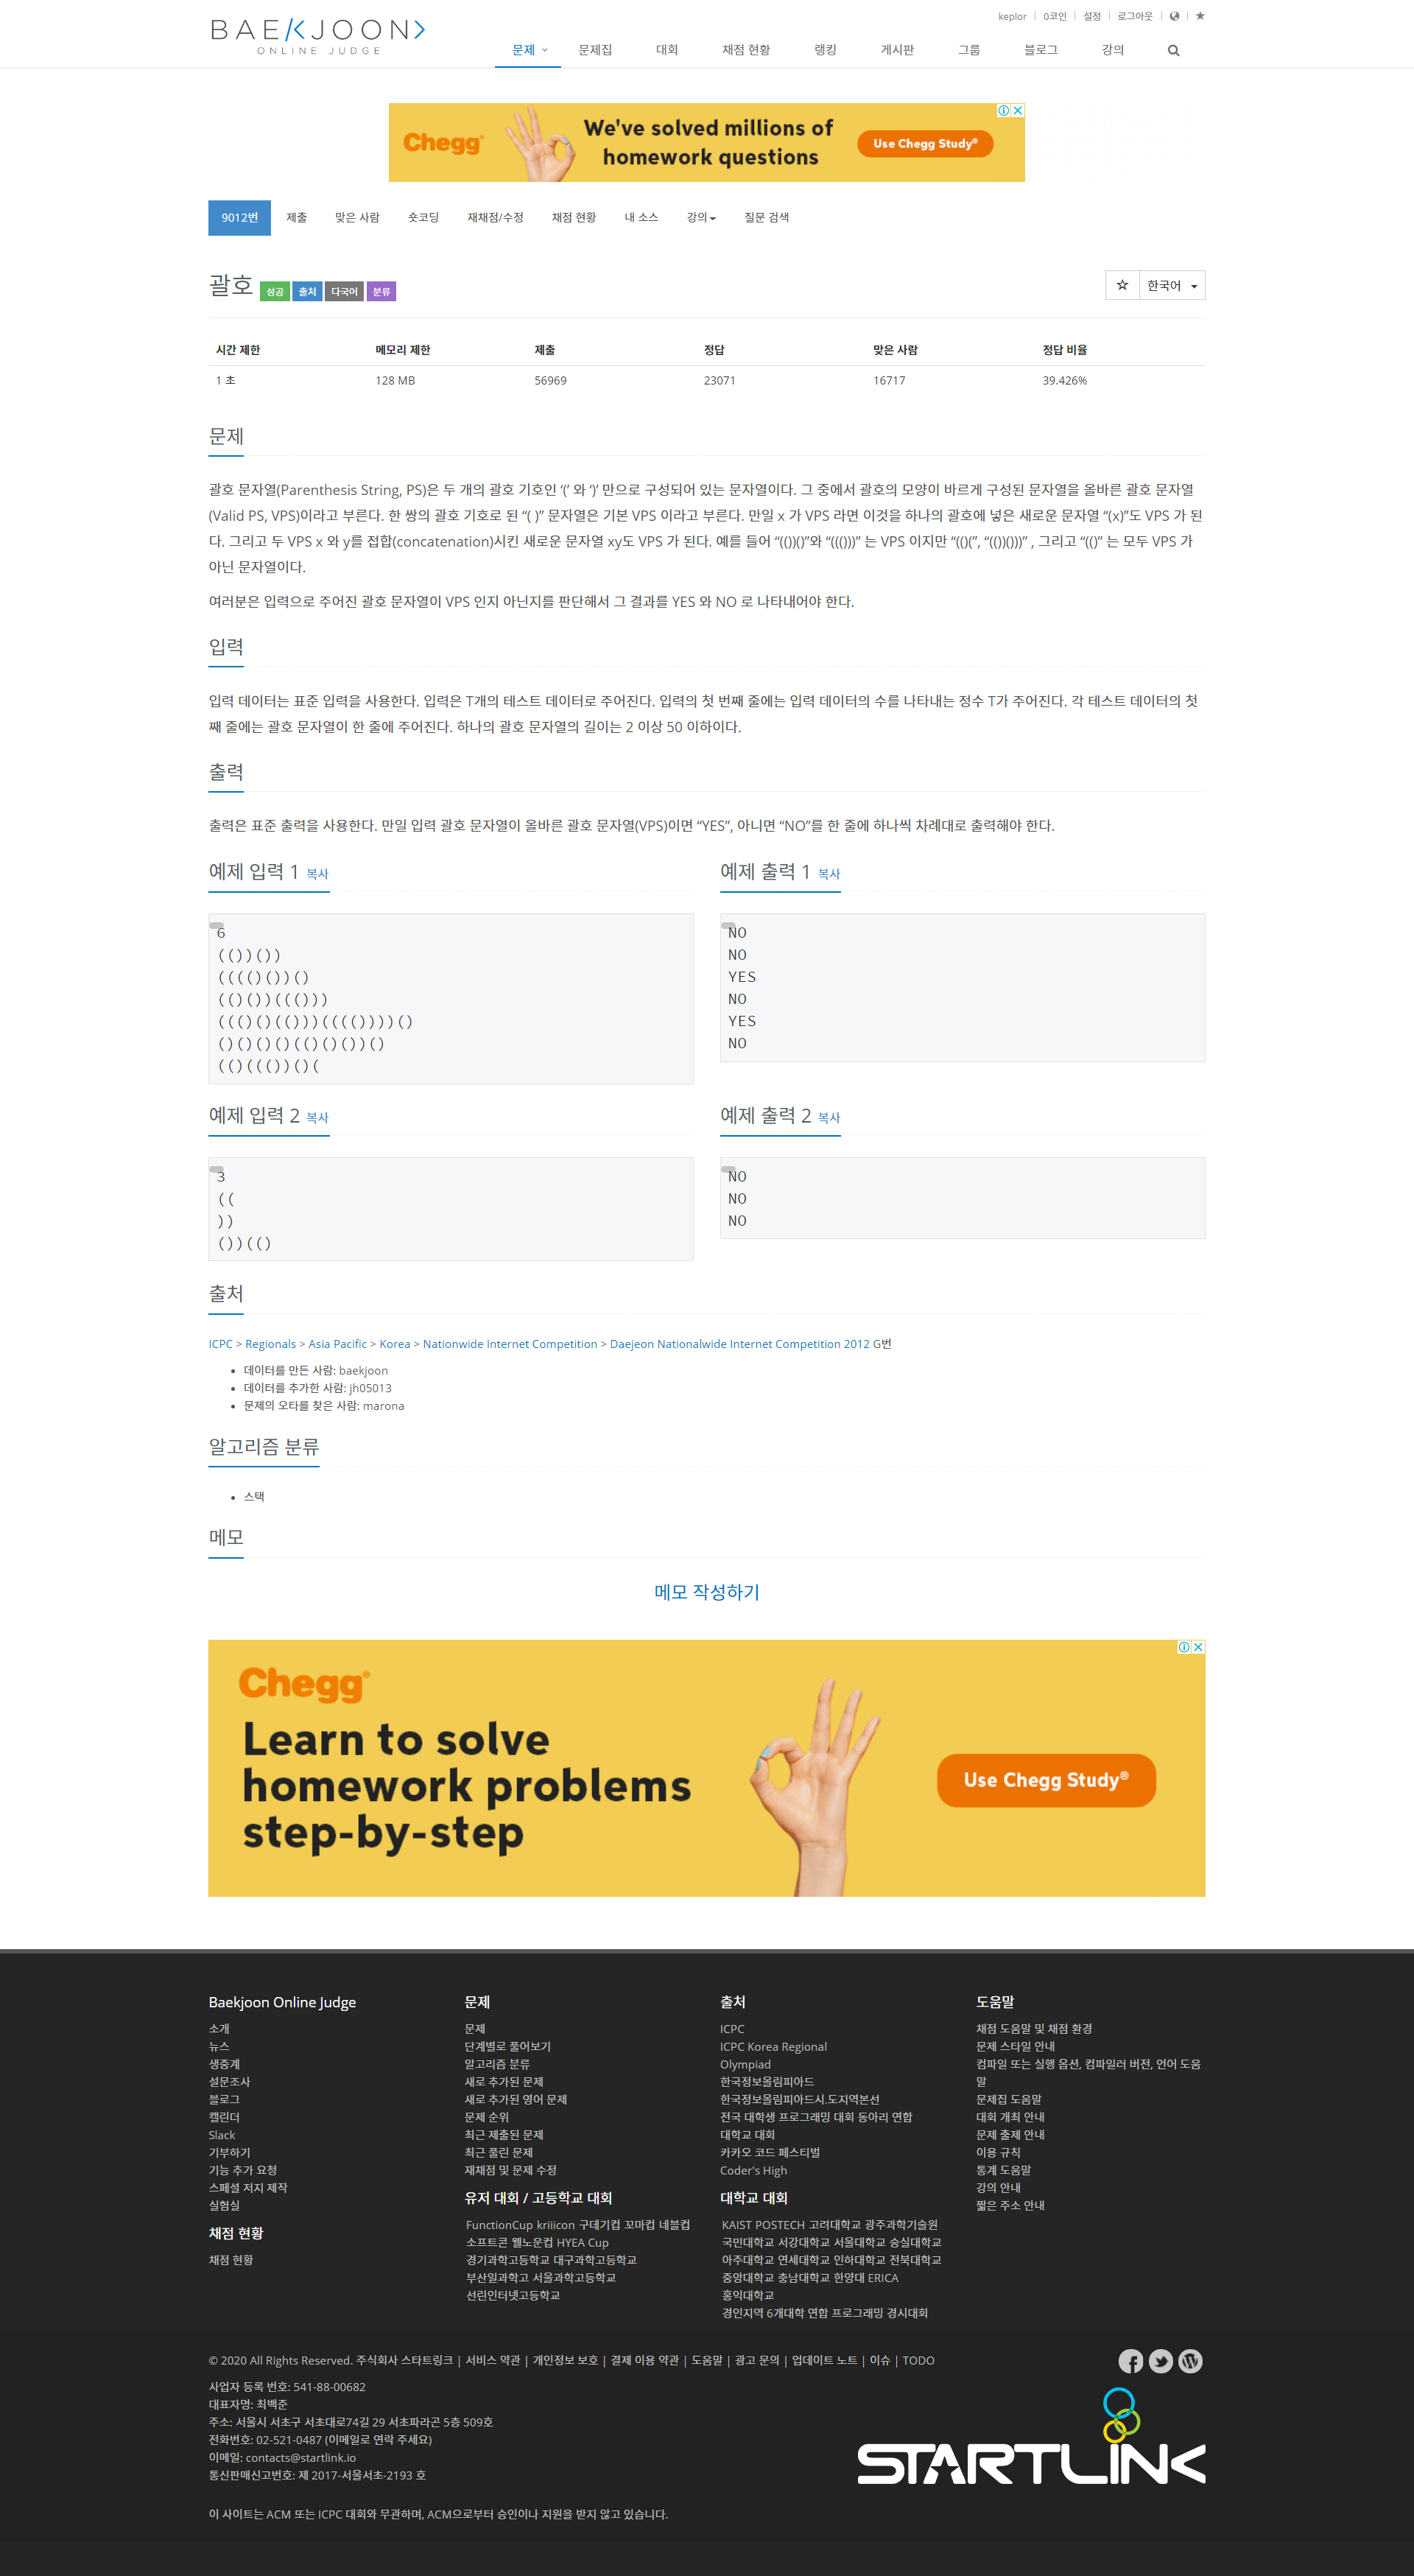 keplor | 0코인 | 설정 | 로그아웃 | |
BAEKJOON>
ONLINE JUDGE
문제 문제집 대회 채점 현황 랭킹 게시판 그룹 블로그 강의
Chegg® We've solved millions of homework questions Use Chegg Study®
9012번 제출 맞은 사람 숏코딩 재채점/수정 채점 현황 내 소스 강의 질문 검색
괄호 성공 출처 다국어 분류 ☆ 한국어
시간 제한 메모리 제한 제출 정답 맞은 사람 정답 비율
1 초 128 MB 56969 23071 16717 39.426%
문제
괄호 문자열(Parenthesis String, PS)은 두 개의 괄호 기호인 ‘(’ 와 ‘)’ 만으로 구성되어 있는 문자열이다. 그 중에서 괄호의 모양이 바르게 구성된 문자열을 올바른 괄호 문자열
(Valid PS, VPS)이라고 부른다. 한 쌍의 괄호 기호로 된 “( )” 문자열은 기본 VPS 이라고 부른다. 만일 x 가 VPS 라면 이것을 하나의 괄호에 넣은 새로운 문자열 “(x)”도 VPS 가 된
다. 그리고 두 VPS x 와 y를 접합(concatenation)시킨 새로운 문자열 xy도 VPS 가 된다. 예를 들어 “(())()”와 “((()))” 는 VPS 이지만 “(()(”, “(())()))” , 그리고 “(()” 는 모두 VPS 가
아닌 문자열이다.
여러분은 입력으로 주어진 괄호 문자열이 VPS 인지 아닌지를 판단해서 그 결과를 YES 와 NO 로 나타내어야 한다.
입력
입력 데이터는 표준 입력을 사용한다. 입력은 T개의 테스트 데이터로 주어진다. 입력의 첫 번째 줄에는 입력 데이터의 수를 나타내는 정수 T가 주어진다. 각 테스트 데이터의 첫
째 줄에는 괄호 문자열이 한 줄에 주어진다. 하나의 괄호 문자열의 길이는 2 이상 50 이하이다.
출력
출력은 표준 출력을 사용한다. 만일 입력 괄호 문자열이 올바른 괄호 문자열(VPS)이면 “YES”, 아니면 “NO”를 한 줄에 하나씩 차례대로 출력해야 한다.
예제 입력 1 복사
6
(())())
(((()())()
(()())((()))
((()()(()))(((())))()
()()()()(()()())()
(()((())()(
예제 출력 1 복사
NO
NO
YES
NO
YES
NO
예제 입력 2 복사
3
((
))
())(()
예제 출력 2 복사
NO
NO
NO
출처
ICPC > Regionals > Asia Pacific > Korea > Nationwide Internet Competition > Daejeon Nationalwide Internet Competition 2012 G번
• 데이터를 만든 사람: baekjoon
• 데이터를 추가한 사람: jh05013
• 문제의 오타를 찾은 사람: marona
알고리즘 분류
• 스택
메모
메모 작성하기
Chegg®
Learn to solve
homework problems
step-by-step
Use Chegg Study®
Baekjoon Online Judge
소개
뉴스
생중계
설문조사
블로그
캘린더
Slack
기부하기
기능 추가 요청
스페셜 저지 제작
실험실
채점 현황
채점 현황
문제
문제
단계별로 풀어보기
알고리즘 분류
새로 추가된 문제
새로 추가된 영어 문제
문제 순위
최근 제출된 문제
최근 풀린 문제
재채점 및 문제 수정
유저 대회 / 고등학교 대회
FunctionCup kriiicon 구데기컵 꼬마컵 네블컵
소프트콘 웰노운컵 HYEA Cup
경기과학고등학교 대구과학고등학교
부산일과학고 서울과학고등학교
선린인터넷고등학교
출처
ICPC
ICPC Korea Regional
Olympiad
한국정보올림피아드
한국정보올림피아드시.도지역본선
전국 대학생 프로그래밍 대회 동아리 연합
대학교 대회
카카오 코드 페스티벌
Coder's High
대학교 대회
KAIST POSTECH 고려대학교 광주과학기술원
국민대학교 서강대학교 서울대학교 숭실대학교
아주대학교 연세대학교 인하대학교 전북대학교
중앙대학교 충남대학교 한양대 ERICA
홍익대학교
경인지역 6개대학 연합 프로그래밍 경시대회
도움말
채점 도움말 및 채점 환경
문제 스타일 안내
컴파일 또는 실행 옵션, 컴파일러 버전, 언어 도움
말
문제집 도움말
대회 개최 안내
문제 출제 안내
이용 규칙
통계 도움말
강의 안내
짧은 주소 안내
© 2020 All Rights Reserved. 주식회사 스타트링크 | 서비스 약관 | 개인정보 보호 | 결제 이용 약관 | 도움말 | 광고 문의 | 업데이트 노트 | 이슈 | TODO
사업자 등록 번호: 541-88-00682
대표자명: 최백준
주소: 서울시 서초구 서초대로74길 29 서초파라곤 5층 509호
전화번호: 02-521-0487 (이메일로 연락 주세요)
이메일: contacts@startlink.io
통신판매신고번호: 제 2017-서울서초-2193 호
STARTLINK
이 사이트는 ACM 또는 ICPC 대회와 무관하며, ACM으로부터 승인이나 지원을 받지 않고 있습니다.